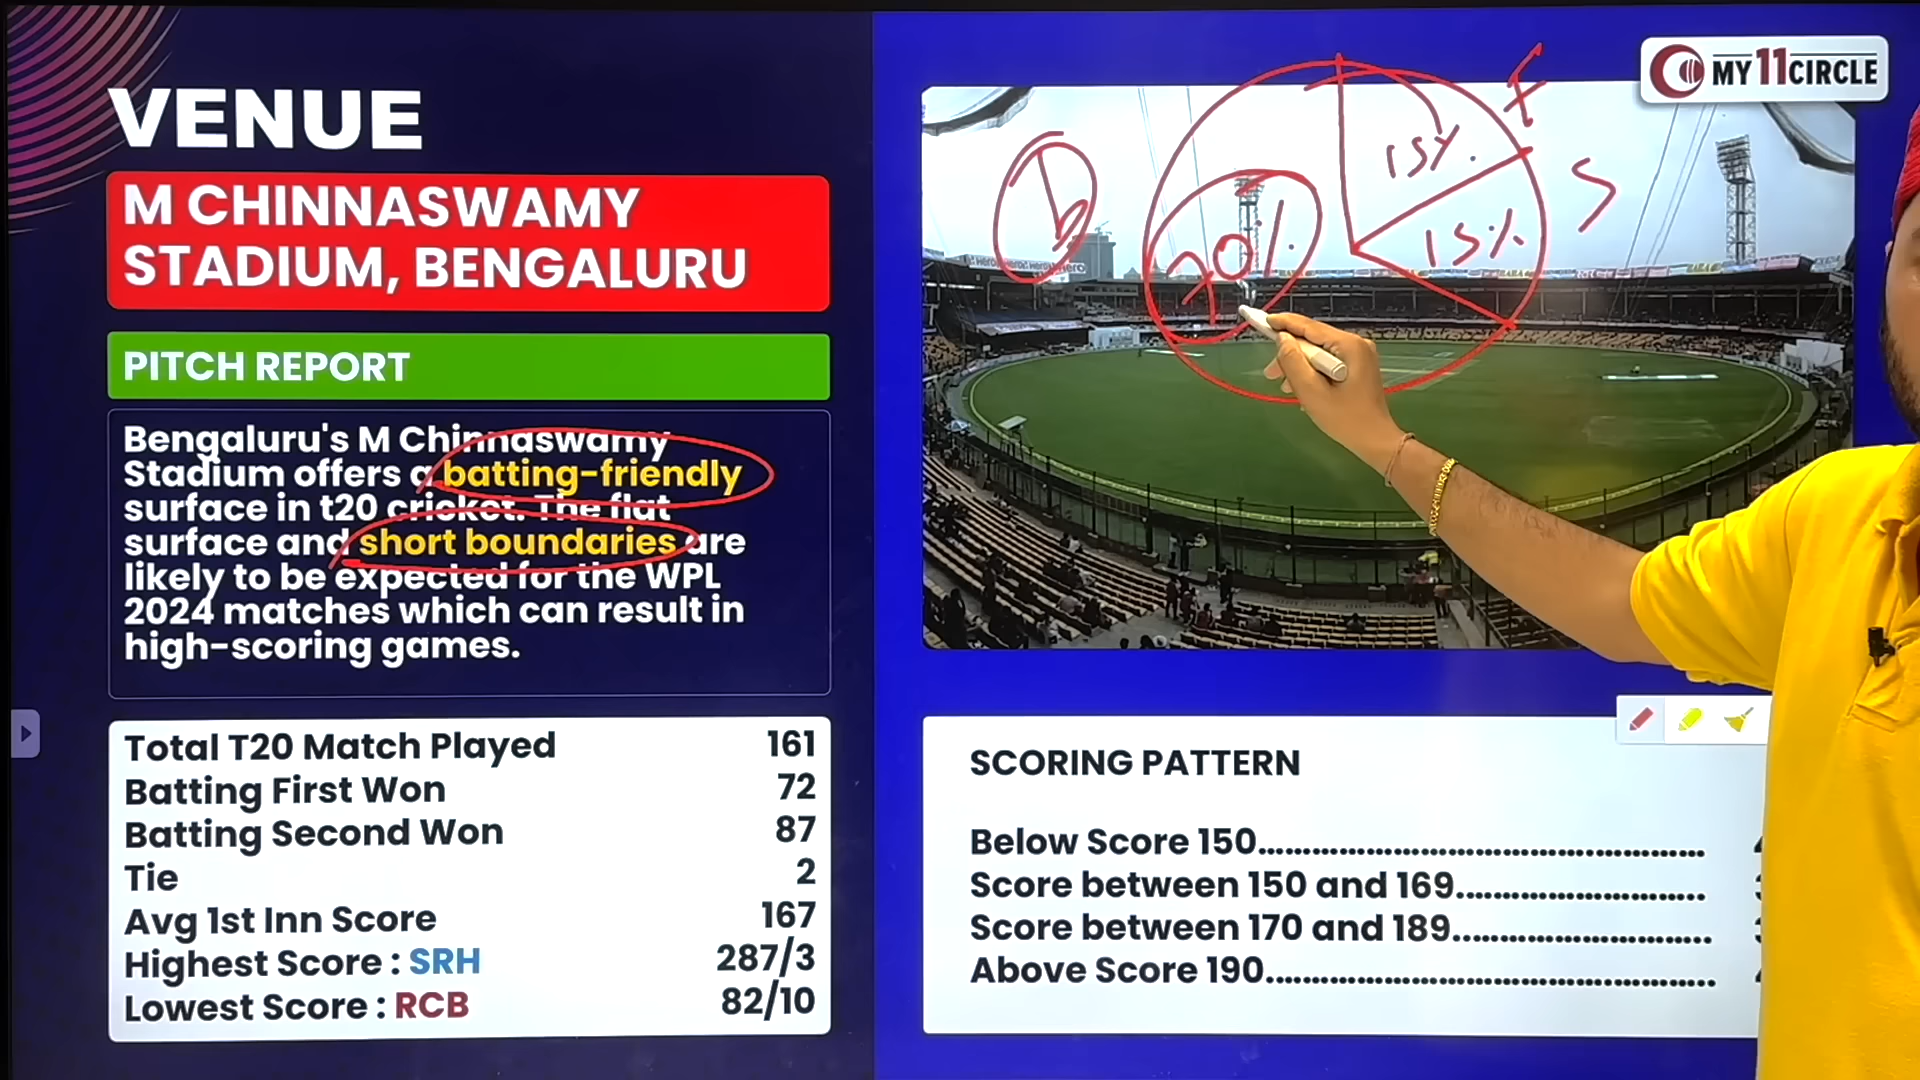 VENUE
M CHINNASWAMY
STADIUM, BENGALURU
PITCH REPORT
Bengaluru's M Chinnaswamy
Stadium offers a batting-friendly
surface in t20 cricket. The flat
surface and short boundaries are
likely to be expected for the WPL
2024 matches which can result in
high-scoring games.
Total T20 Match Played 161
Batting First Won 72
Batting Second Won 87
Tie 2
Avg 1st Inn Score 167
Highest Score : SRH 287/3
Lowest Score : RCB 82/10
MY11CIRCLE
F
15%.
S
15%
b
70%.
SCORING PATTERN
Below Score 150
Score between 150 and 169
Score between 170 and 189
Above Score 190